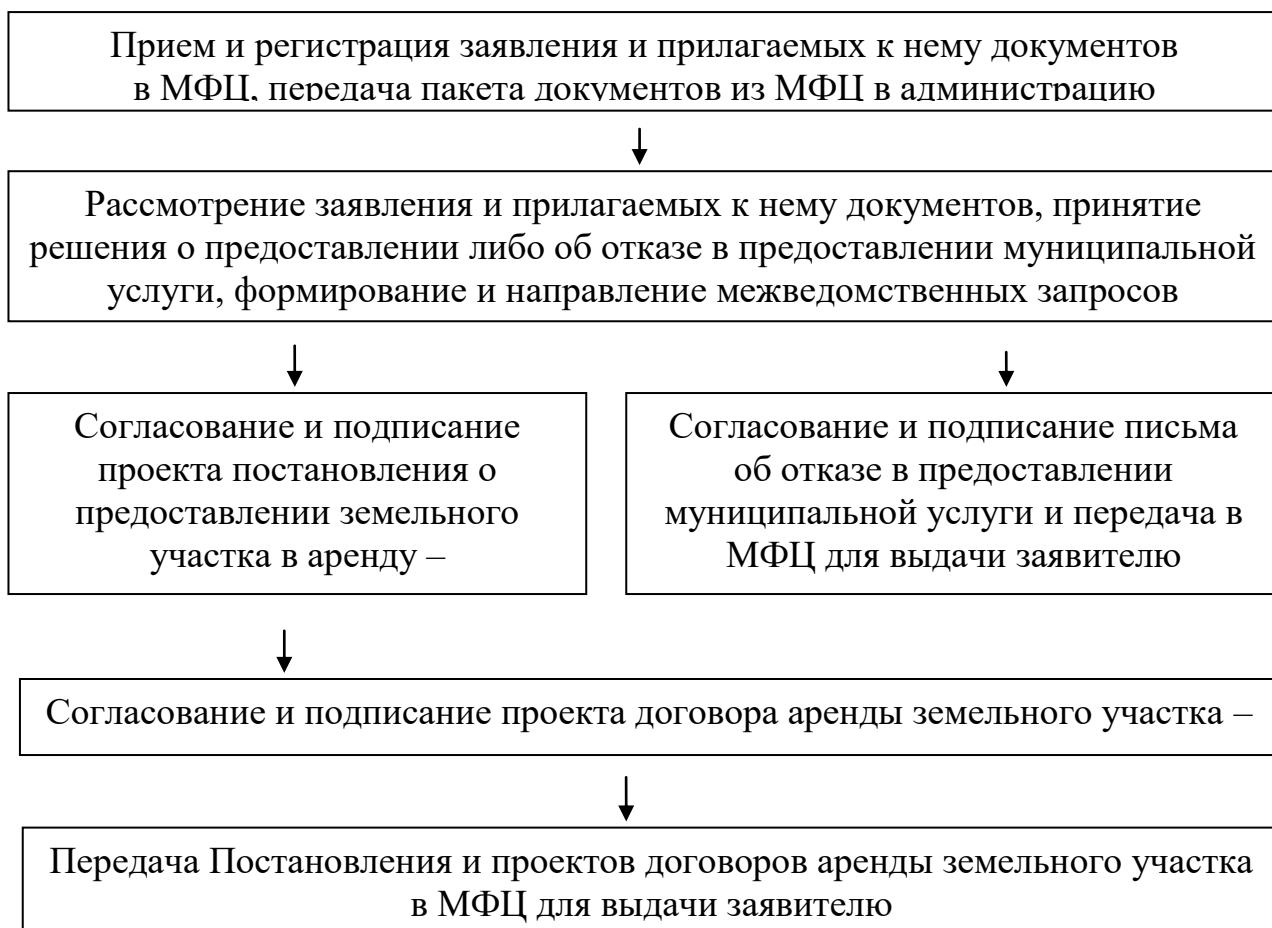 Прием и регистрация заявления и прилагаемых к нему документов
в МФЦ, передача пакета документов из МФЦ в администрацию
Рассмотрение заявления и прилагаемых к нему документов, принятие
решения о предоставлении либо об отказе в предоставлении муниципальной
услуги, формирование и направление межведомственных запросов
Согласование и подписание
проекта постановления о
предоставлении земельного
участка в аренду –
Согласование и подписание письма
об отказе в предоставлении
муниципальной услуги и передача в
МФЦ для выдачи заявителю
Согласование и подписание проекта договора аренды земельного участка –
Передача Постановления и проектов договоров аренды земельного участка
в МФЦ для выдачи заявителю